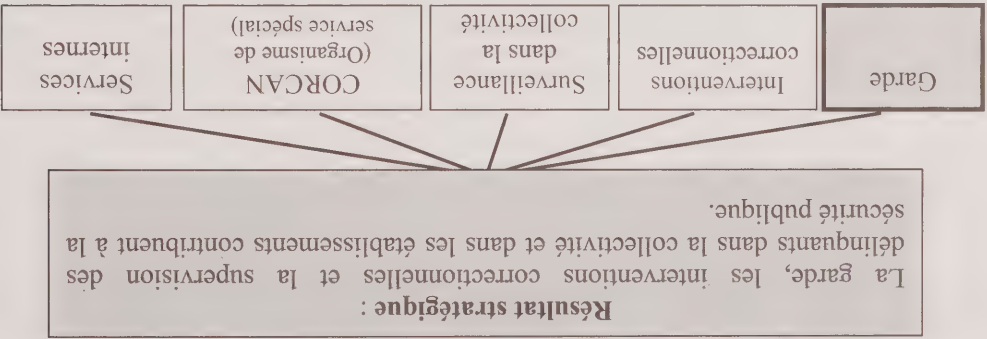 Résultat stratégique :
La garde, les interventions correctionnelles et la supervision des
délinquants dans la collectivité et dans les établissements contribuent à la
sécurité publique.
Garde
Interventions
correctionnelles
Surveillance
dans la
collectivité
CORCAN
(Organisme de
service spécial)
Services
internes